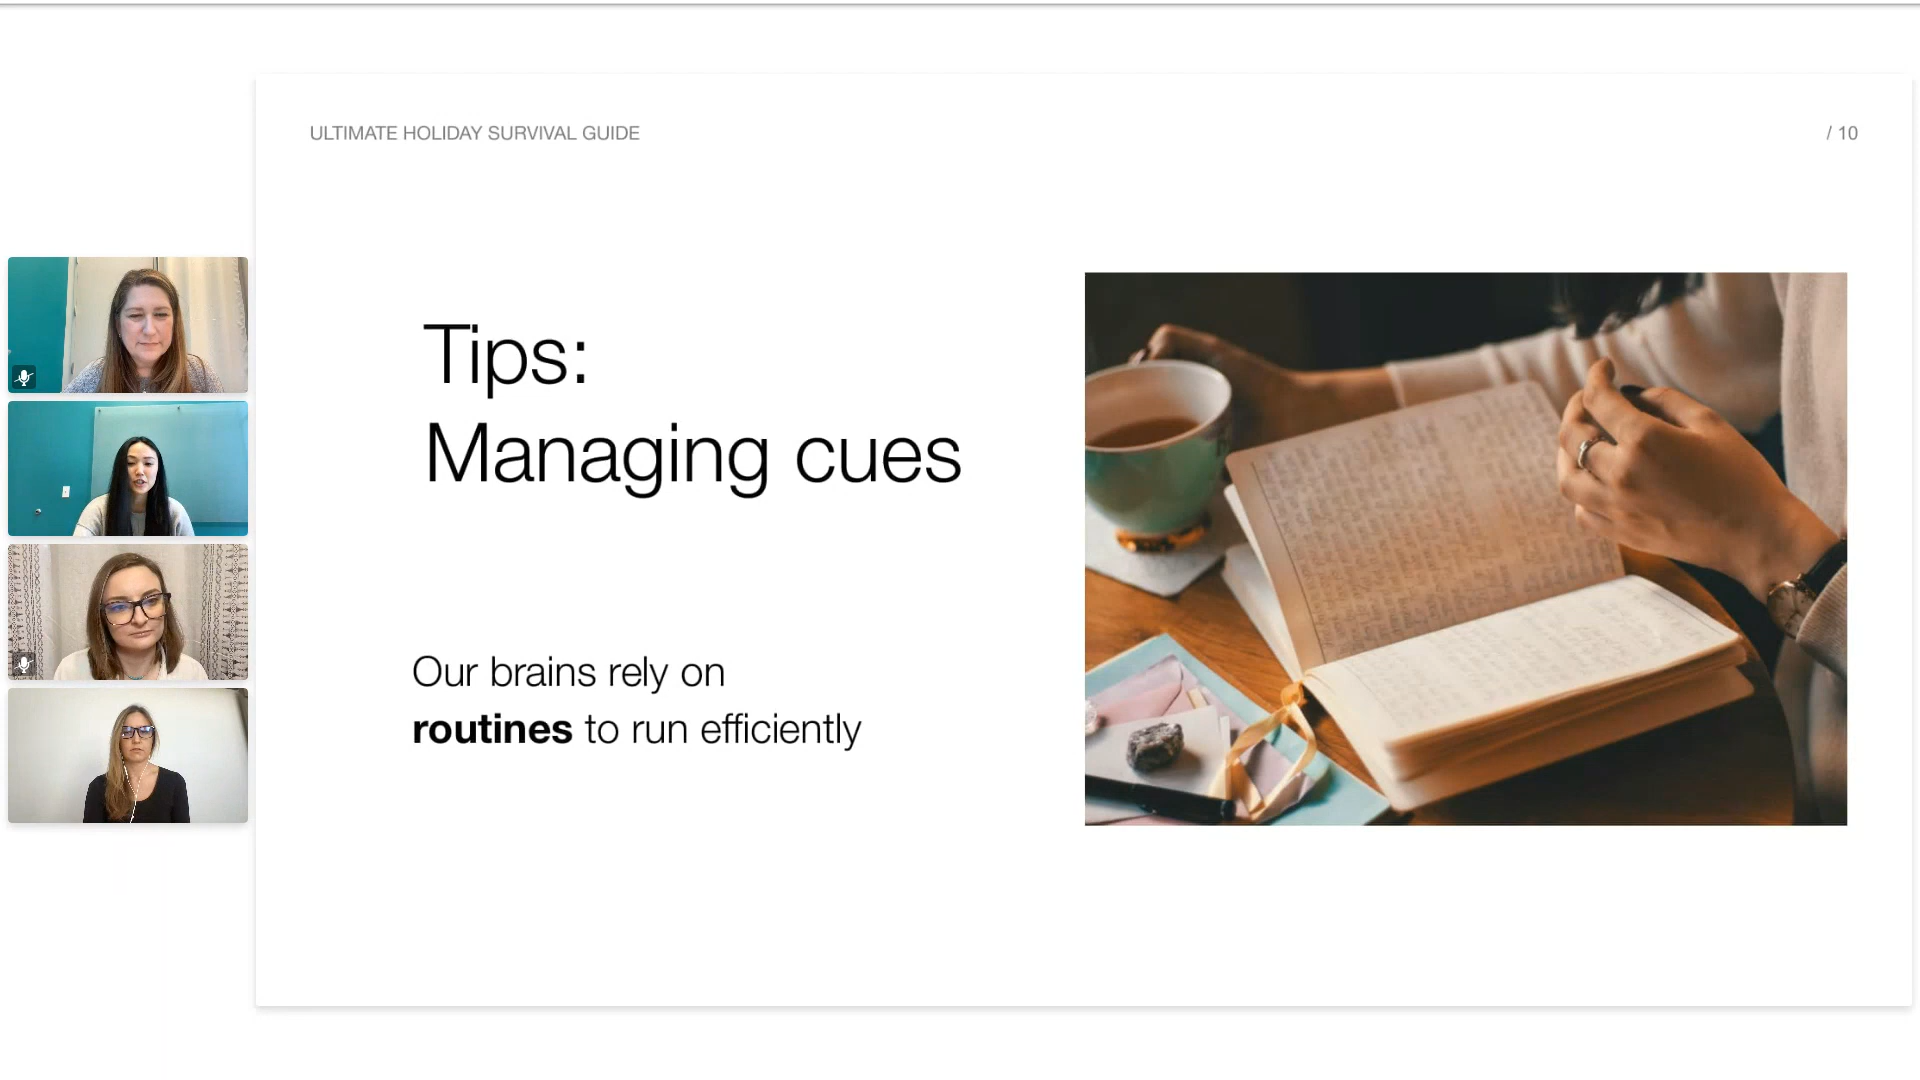 ULTIMATE HOLIDAY SURVIVAL GUIDE
/ 10
Tips:
Managing cues
Our brains rely on
routines to run efficiently